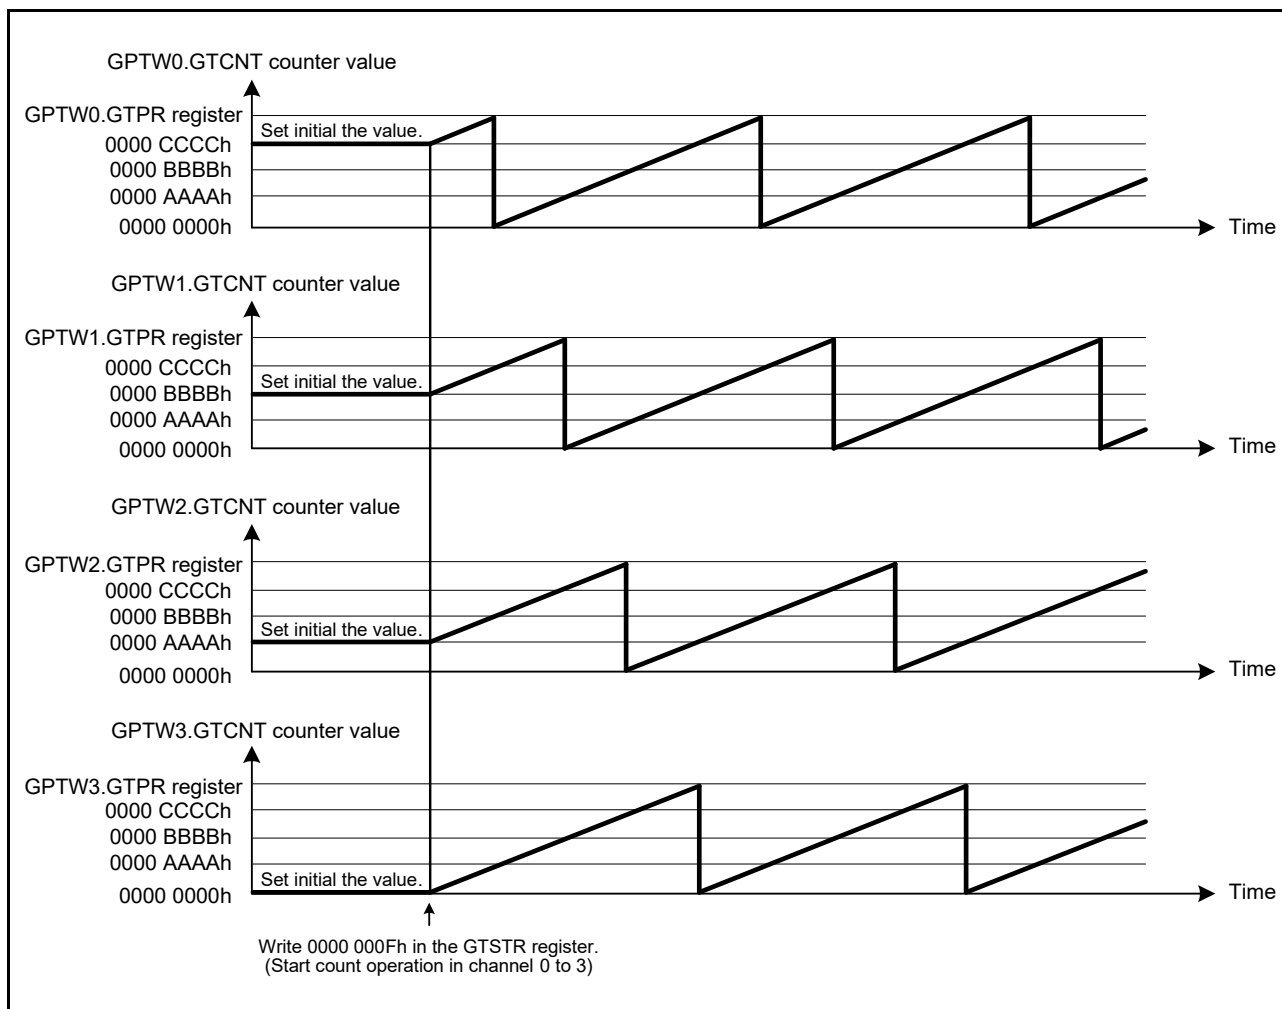 GPTW0.GTCNT counter value
GPTW0.GTPR register
Set initial the value.
0000 CCCCh
0000 BBBBh
0000 AAAAh
0000 0000h
Time
GPTW1.GTCNT counter value
GPTW1.GTPR register
0000 CCCCh
Set initial the value.
0000 BBBBh
0000 AAAAh
0000 0000h
Time
GPTW2.GTCNT counter value
GPTW2.GTPR register
0000 CCCCh
0000 BBBBh
Set initial the value.
0000 AAAAh
0000 0000h
Time
GPTW3.GTCNT counter value
GPTW3.GTPR register
0000 CCCCh
0000 BBBBh
0000 AAAAh
Set initial the value.
0000 0000h
Time
Write 0000 000Fh in the GTSTR register.
(Start count operation in channel 0 to 3)